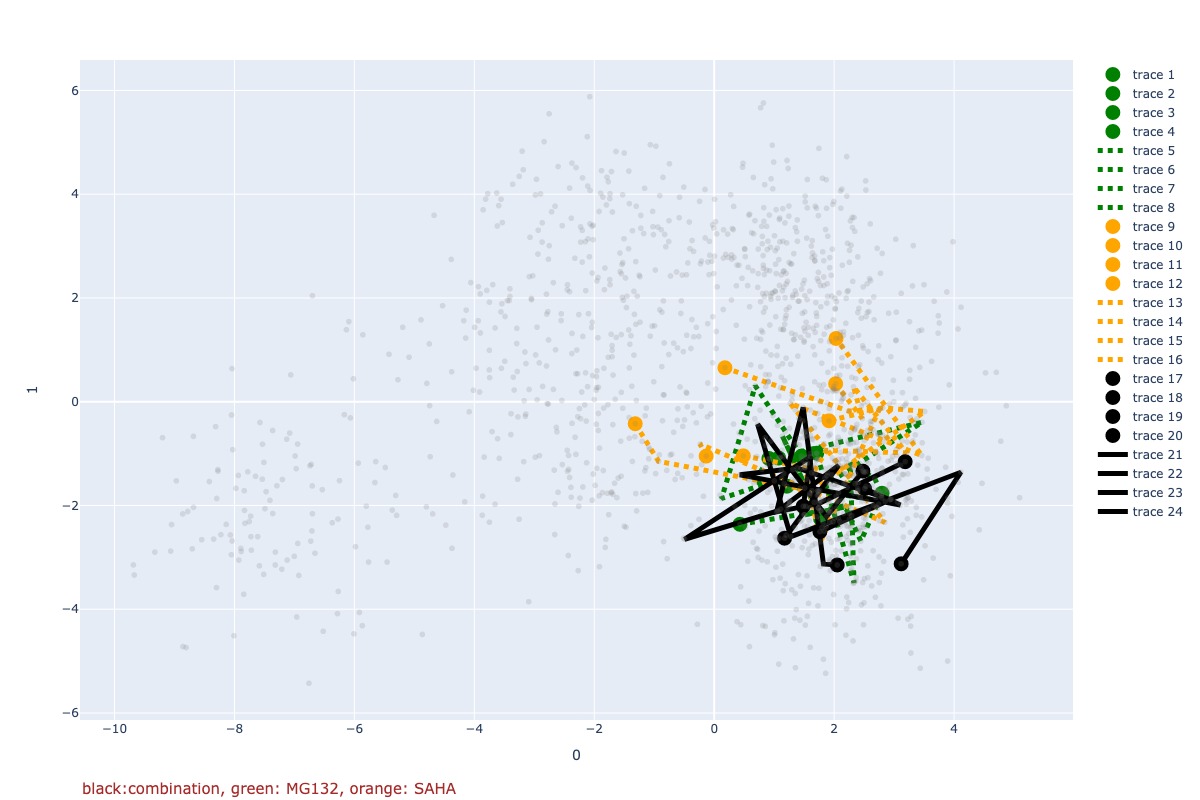 6
4
2
0
−2
−4
−6
1
−10
−8
−6
−4
−2
0
2
4
0
trace 1
trace 2
trace 3
trace 4
trace 5
trace 6
trace 7
trace 8
trace 9
trace 10
trace 11
trace 12
trace 13
trace 14
trace 15
trace 16
trace 17
trace 18
trace 19
trace 20
trace 21
trace 22
trace 23
trace 24
black:combination, green: MG132, orange: SAHA